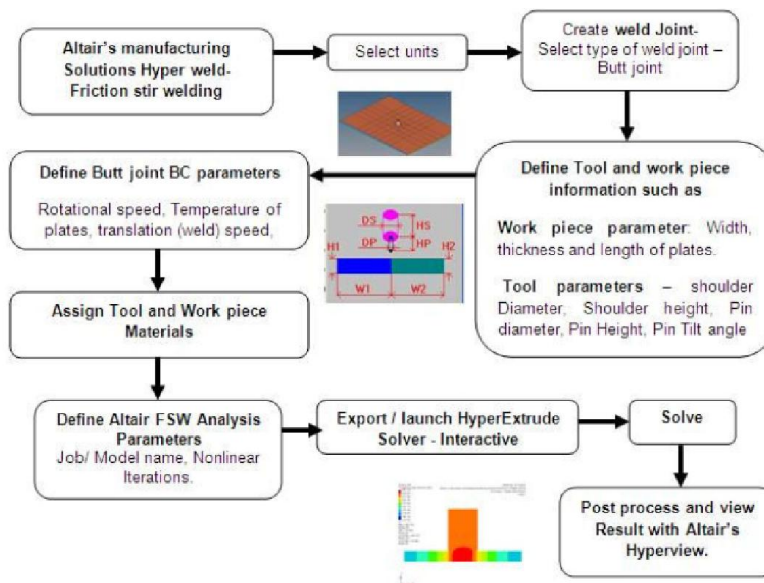 Altair's manufacturing
Solutions Hyper weld-
Friction stir welding
Select units
Create weld Joint-
Select type of weld joint –
Butt joint
Define Tool and work piece
information such as
Work piece parameter: Width,
thickness and length of plates.
Tool parameters – shoulder
Diameter, Shoulder height, Pin
diameter, Pin Height, Pin Tilt angle
Define Butt joint BC parameters
Rotational speed, Temperature of
plates, translation (weld) speed,
DS
HS
H1
DP
HP
H2
W1
W2
Assign Tool and Work piece
Materials
Define Altair FSW Analysis
Parameters
Job/ Model name, Nonlinear
Iterations.
Export / launch HyperExtrude
Solver - Interactive
Solve
Post process and view
Result with Altair's
Hyperview.